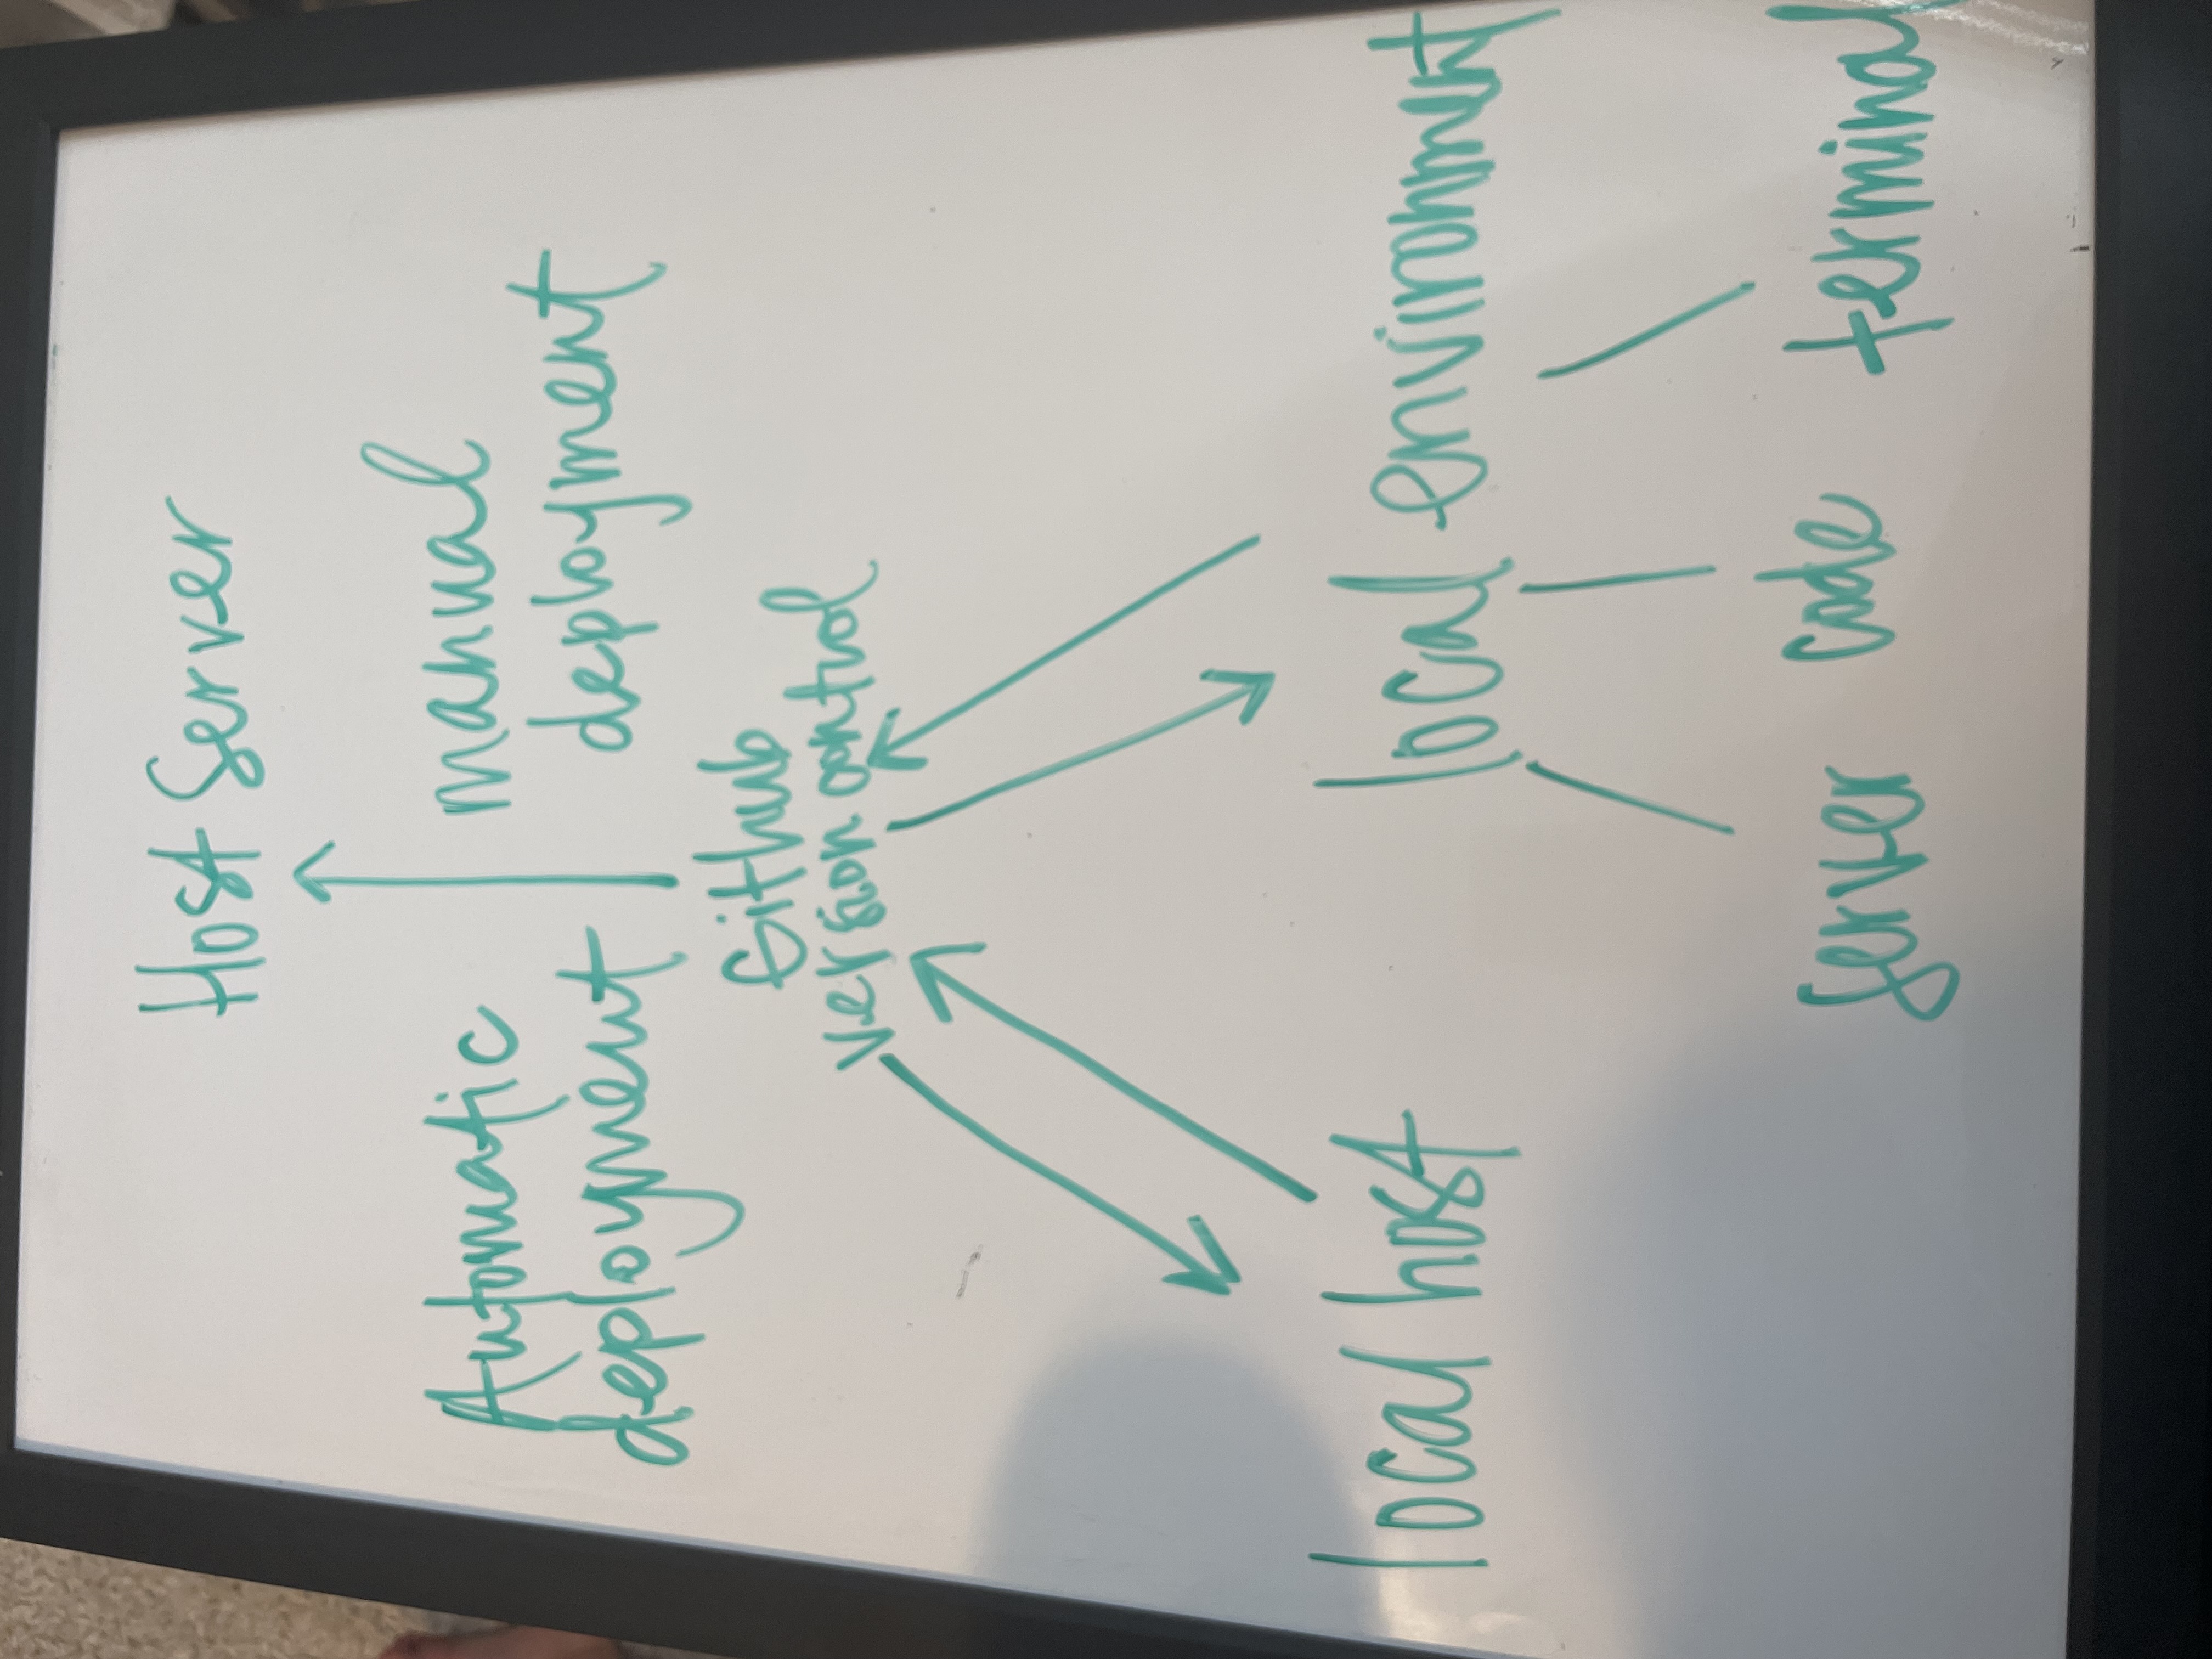 Host Server
Automatic
deployment
manual
deployment
Github
version control
local host
local environment
server code terminal